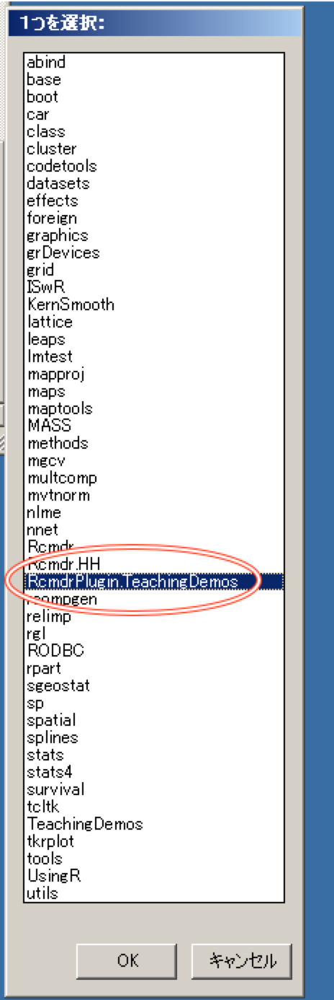 1つを選択:
abind
base
boot
car
class
cluster
codetools
datasets
effects
foreign
graphics
grDevices
grid
ISwR
KernSmooth
lattice
leaps
lmtest
mapproj
maps
maptools
MASS
methods
mgcv
multcomp
mvtnorm
nlme
nnet
Rcmdr
Rcmdr.HH
RcmdrPlugin.TeachingDemos
rcompgen
relimp
rgl
RODBC
rpart
sgeostat
sp
spatial
splines
stats
stats4
survival
tcltk
TeachingDemos
tkrplot
tools
UsingR
utils
OK
キャンセル